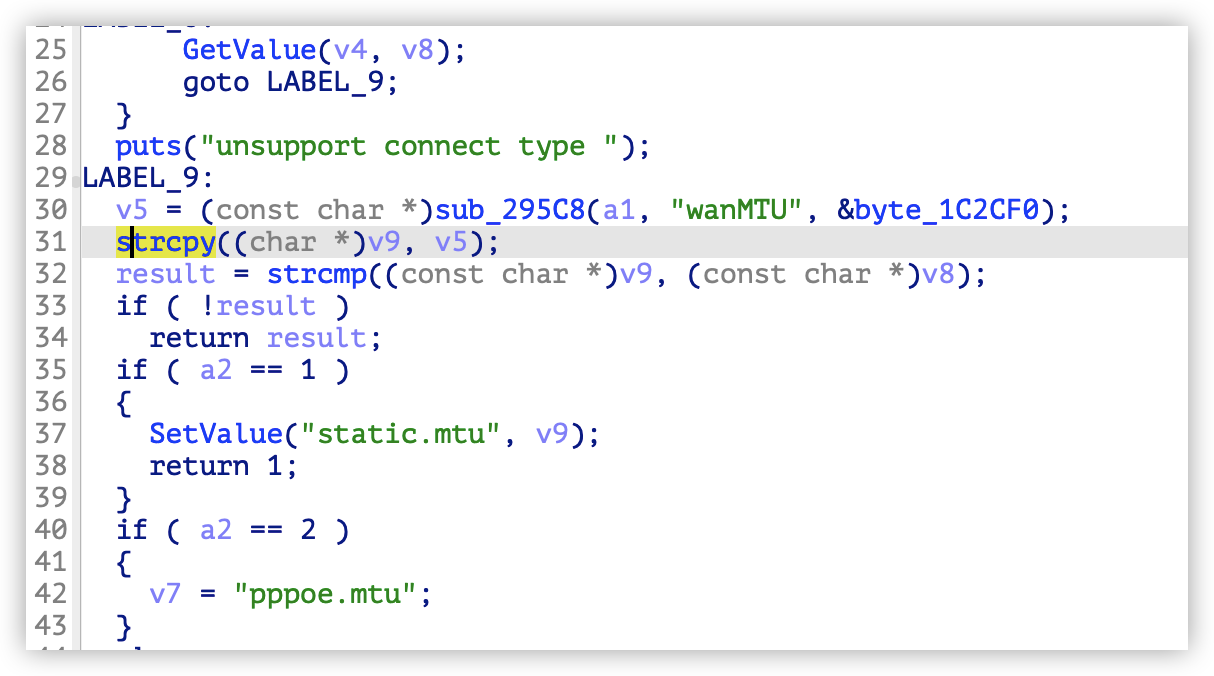 25 GetValue(v4, v8);
26 goto LABEL_9;
27 }
28 puts("unsupport connect type ");
29 LABEL_9:
30 v5 = (const char *)sub_295C8(a1, "wanMTU", &byte_1C2CF0);
31 strcpy((char *)v9, v5);
32 result = strcmp((const char *)v9, (const char *)v8);
33 if ( !result )
34 return result;
35 if ( a2 == 1 )
36 {
37 SetValue("static.mtu", v9);
38 return 1;
39 }
40 if ( a2 == 2 )
41 {
42 v7 = "pppoe.mtu";
43 }